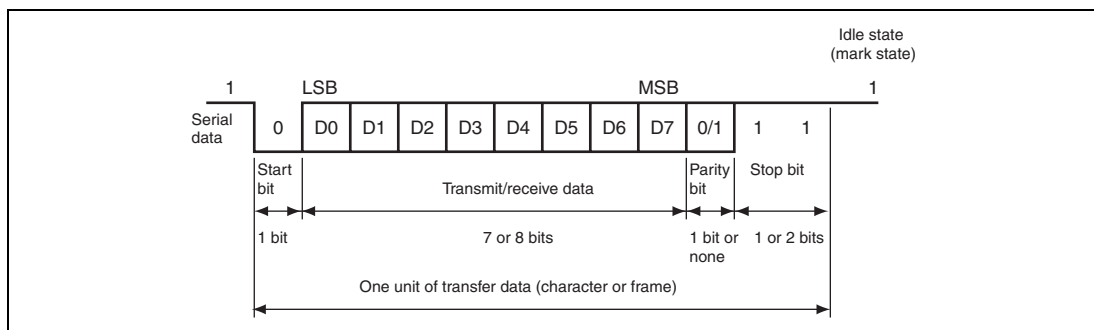 Idle state
(mark state)
1 LSB MSB 1
Serial
data
0 D0 D1 D2 D3 D4 D5 D6 D7 0/1 1 1
Start
bit
Transmit/receive data
Parity
bit
Stop bit
1 bit
7 or 8 bits
1 bit or
none
1 or 2 bits
One unit of transfer data (character or frame)